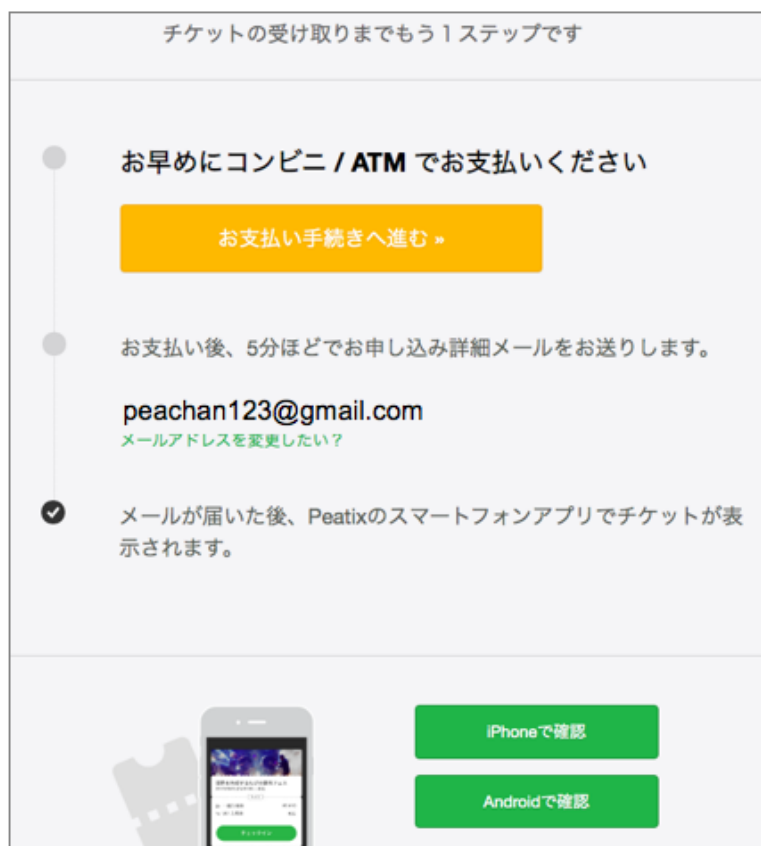 チケットの受け取りまでもう1ステップです
お早めにコンビニ / ATM でお支払いください
お支払い手続きへ進む »
お支払い後、5分ほどでお申し込み詳細メールをお送りします。
peachan123@gmail.com
メールアドレスを変更したい？
メールが届いた後、Peatixのスマートフォンアプリでチケットが表
示されます。
iPhoneで確認
Androidで確認
チェックイン